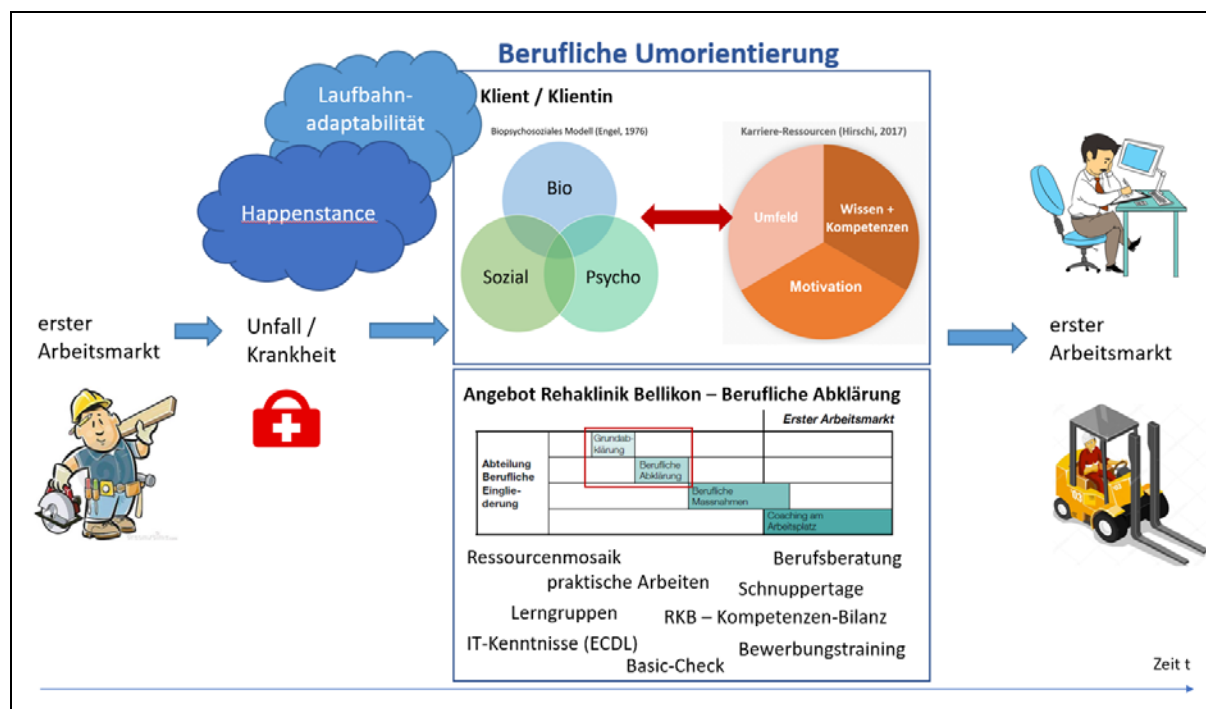 Berufliche Umorientierung
Laufbahn-
adaptabilität
Happenstance
Klient / Klientin
Biopsychosoziales Modell (Engel, 1976)
Bio
Sozial
Psycho
Karriere-Ressourcen (Hirschi, 2017)
Umfeld
Wissen +
Kompetenzen
Motivation
erster
Arbeitsmarkt
Unfall /
Krankheit
erster
Arbeitsmarkt
Angebot Rehaklinik Bellikon – Berufliche Abklärung
Erster Arbeitsmarkt
Abteilung
Berufliche
Einglie-
derung
Grundab-
klärung
Berufliche
Abklärung
Berufliche
Massnahmen
Coaching am
Arbeitsplatz
Ressourcenmosaik
Berufsberatung
praktische Arbeiten
Schnuppertage
Lerngruppen
RKB – Kompetenzen-Bilanz
IT-Kenntnisse (ECDL)
Bewerbungstraining
Basic-Check
Zeit t